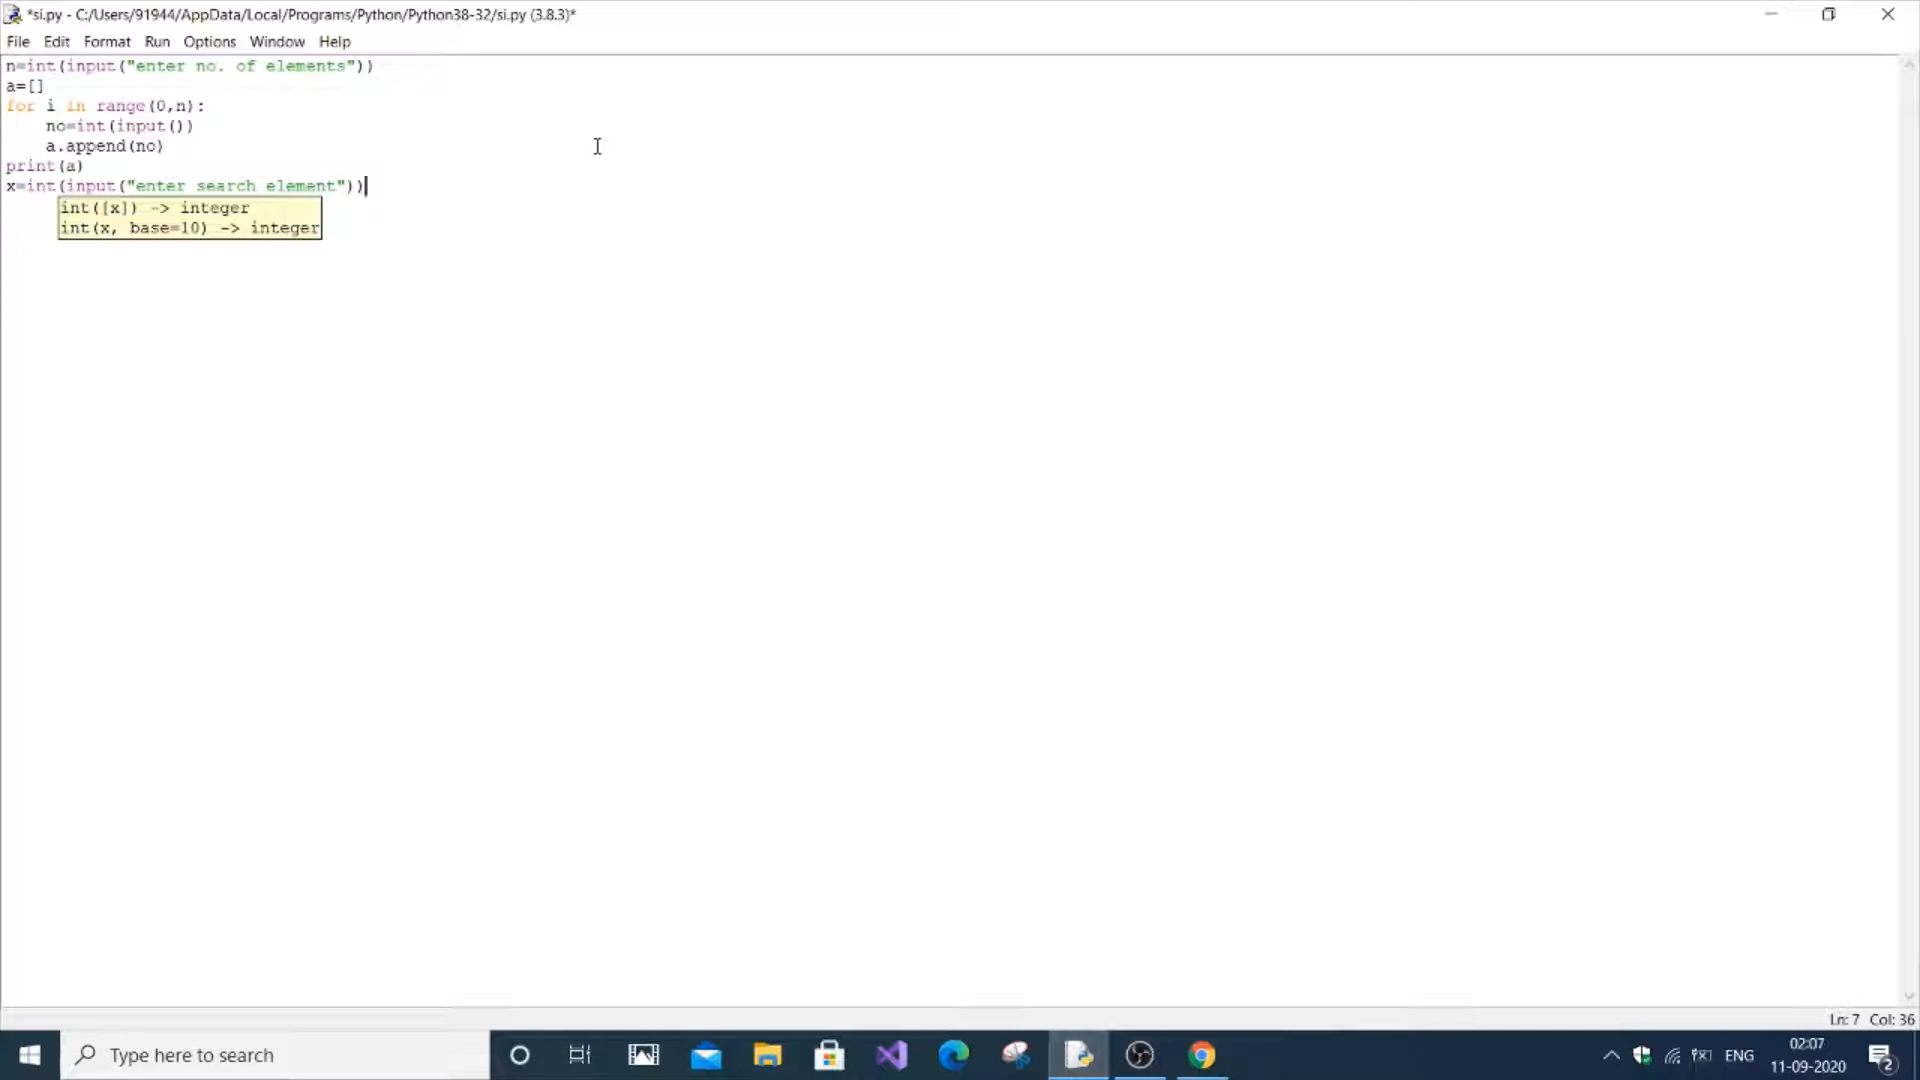 *si.py - C:/Users/91944/AppData/Local/Programs/Python/Python38-32/si.py (3.8.3)*
File Edit Format Run Options Window Help
n=int(input("enter no. of elements"))
a=[]
for i in range(0,n):
    no=int(input())
    a.append(no)
print(a)
x=int(input("enter search element"))
int([x]) -> integer
int(x, base=10) -> integer
Ln: 7 Col: 36
Type here to search
ENG
02:07
11-09-2020
2